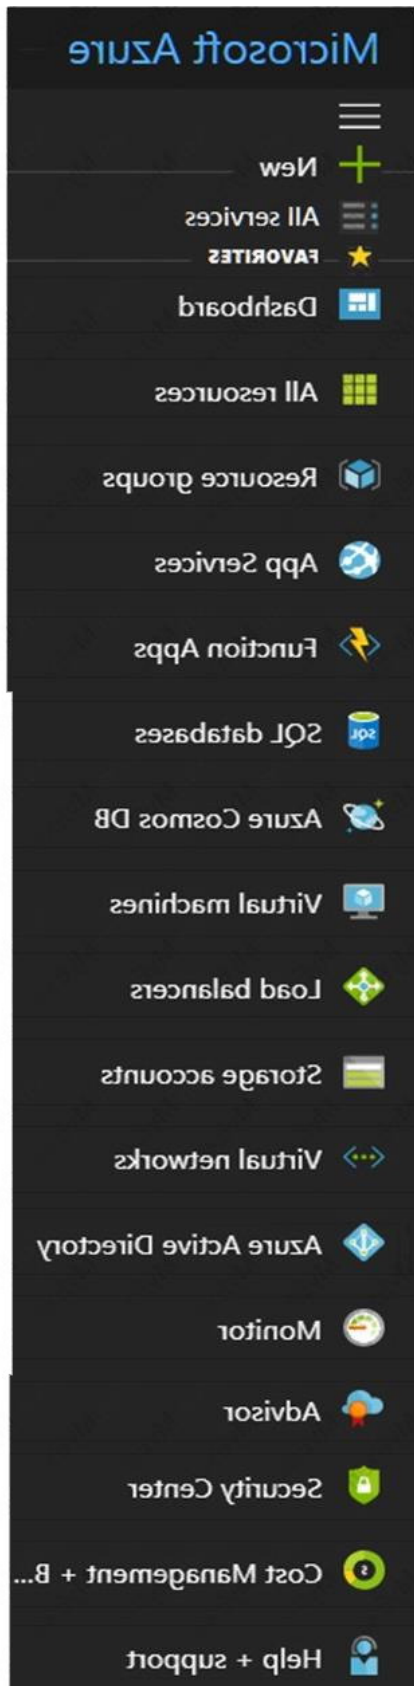 Microsoft Azure
New
All services
FAVORITES
Dashboard
All resources
Resource groups
App Services
Function Apps
SQL databases
SQL
Azure Cosmos DB
Virtual machines
Load balancers
Storage accounts
Virtual networks
Azure Active Directory
Monitor
Advisor
Security Center
Cost Management + B...
Help + support